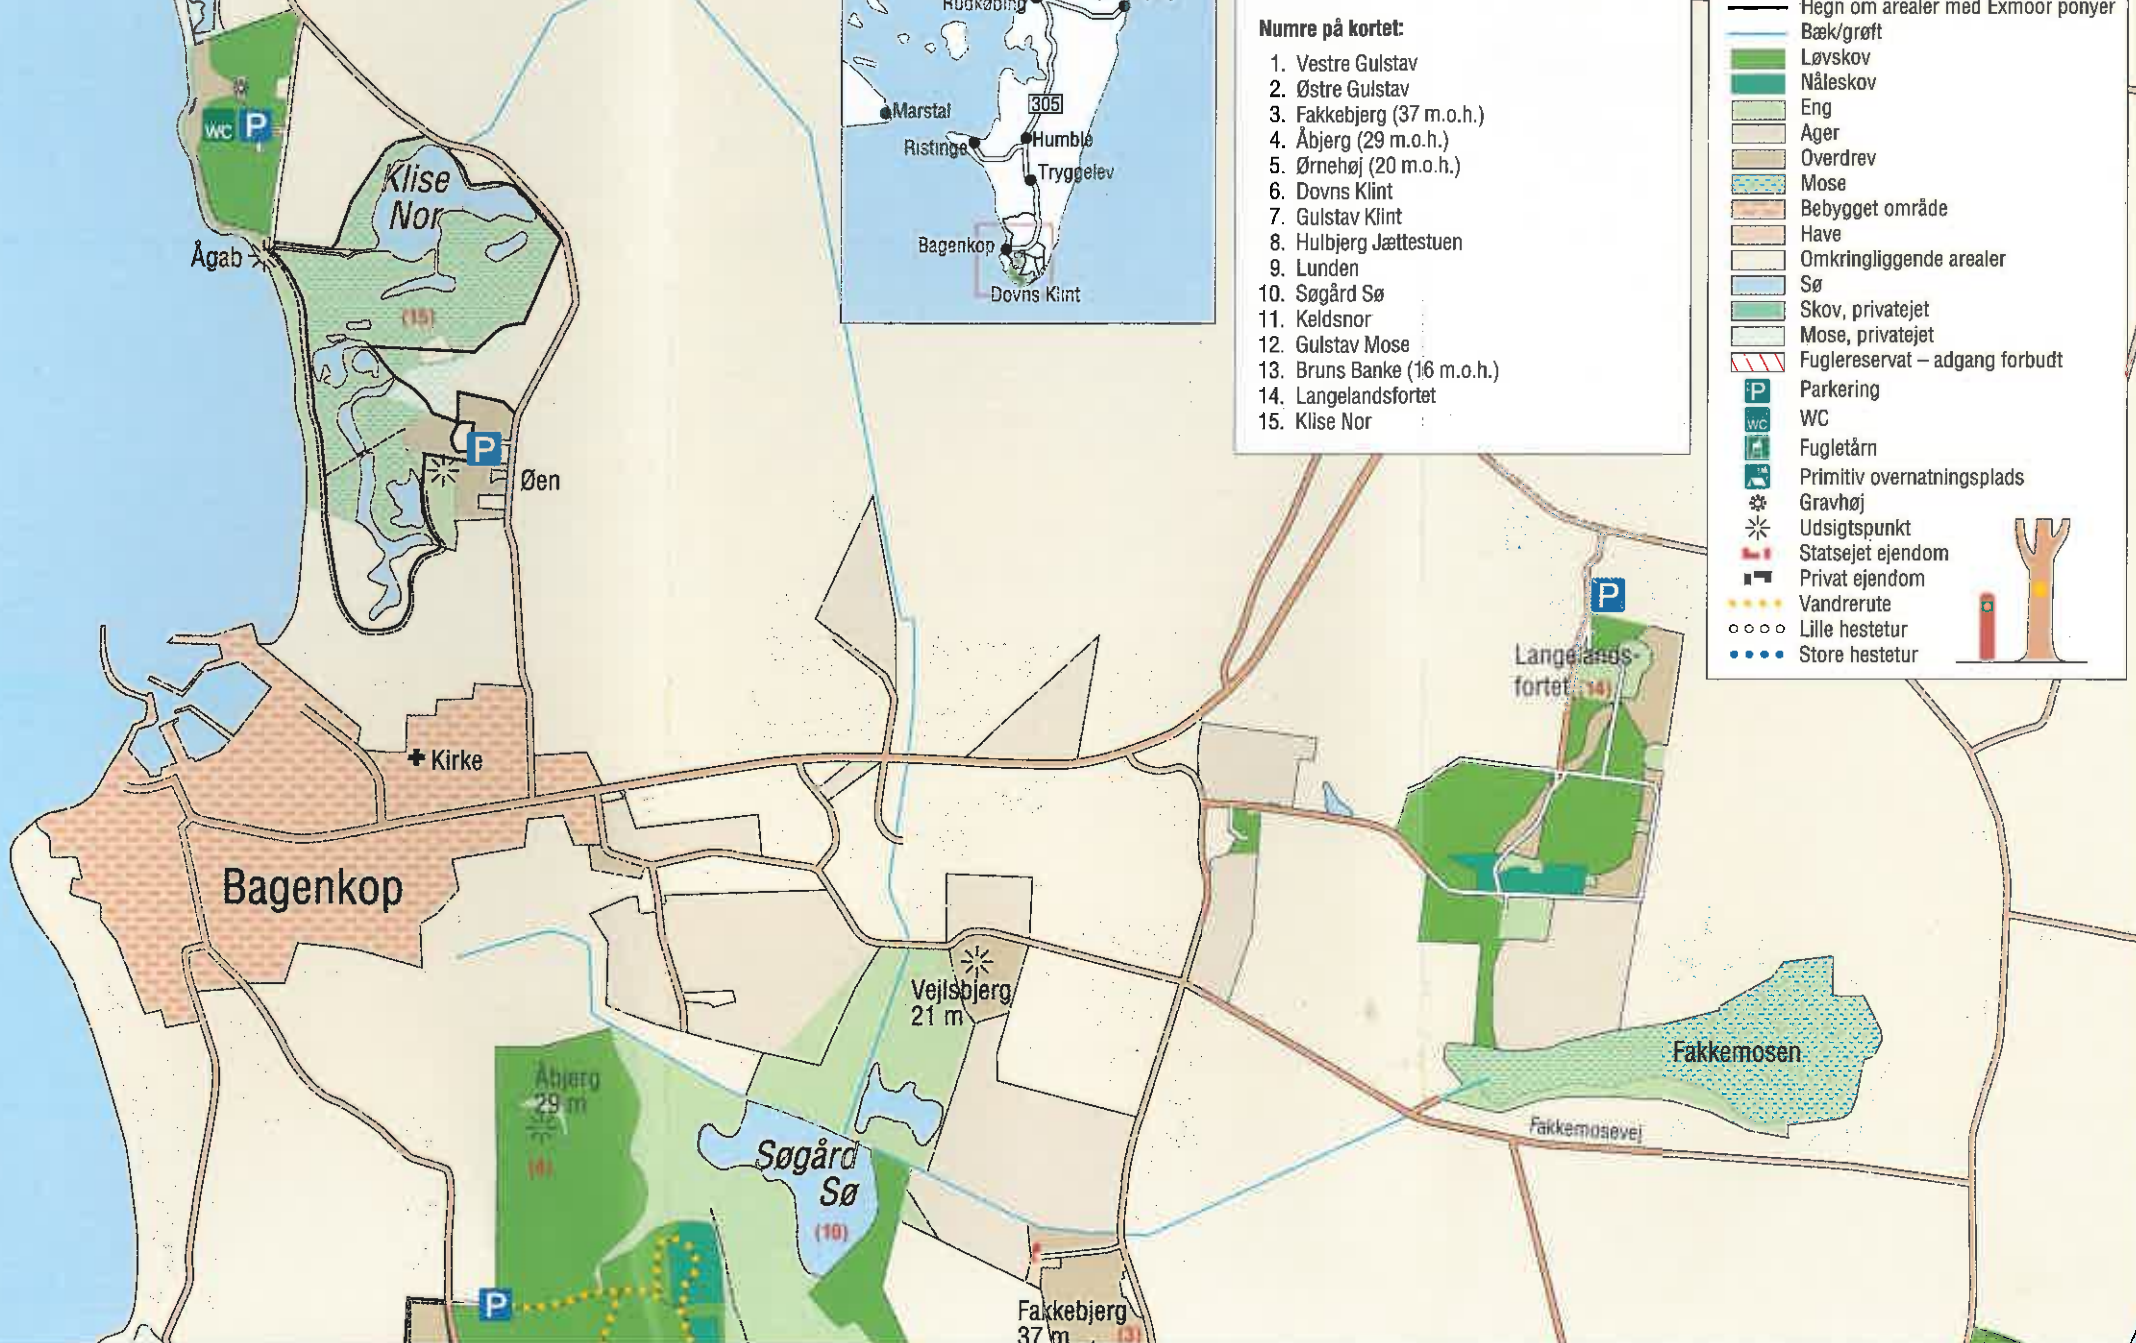 Rudkøbing
Marstal
305
Ristinge
Humble
Tryggelev
Bagenkop
Dovns Klint
Numre på kortet:
1. Vestre Gulstav
2. Østre Gulstav
3. Fakkebjerg (37 m.o.h.)
4. Åbjerg (29 m.o.h.)
5. Ørnehøj (20 m.o.h.)
6. Dovns Klint
7. Gulstav Klint
8. Hulbjerg Jættestuen
9. Lunden
10. Søgård Sø
11. Keldsnor
12. Gulstav Mose
13. Bruns Banke (16 m.o.h.)
14. Langelandsfortet
15. Klise Nor
Hegn om arealer med Exmoor ponyer
Bæk/grøft
Løvskov
Nåleskov
Eng
Ager
Overdrev
Mose
Bebygget område
Have
Omkringliggende arealer
Sø
Skov, privatejet
Mose, privatejet
Fuglereservat – adgang forbudt
P Parkering
WC WC
Fugletårn
Primitiv overnatningsplads
Gravhøj
Udsigtspunkt
Statsejet ejendom
Privat ejendom
Vandrerute
Lille hestetur
Store hestetur
WC P
Klise
Nor
Ågab
(15)
P
Øen
P
Langelands-
fortet (14)
Kirke
Bagenkop
Vejlsbjerg
21 m
Fakkemosen
Fakkemosevej
Åbjerg
29 m
(4)
Søgård
Sø
(10)
P
Fakkebjerg
37 m
(3)